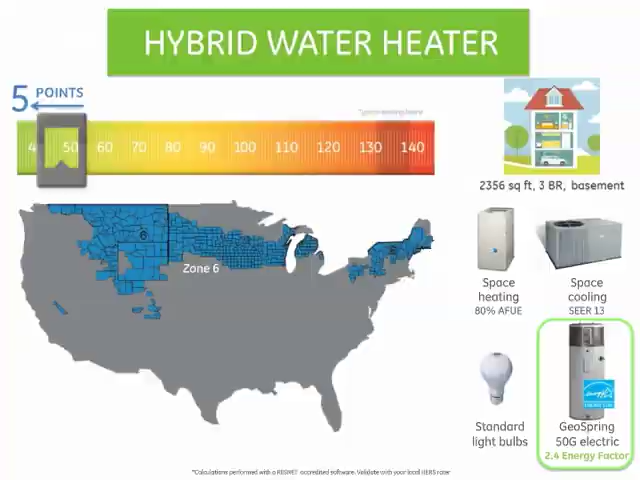 HYBRID WATER HEATER
5 POINTS
50 60 70 80 90 100 110 120 130 140
2356 sq ft, 3 BR, basement
6
Zone 6
Space
heating
80% AFUE
Space
cooling
SEER 13
Standard
light bulbs
GeoSpring
50G electric
2.4 Energy Factor
*Calculations performed with a RESNET accredited software. Validate with your local HERS rater